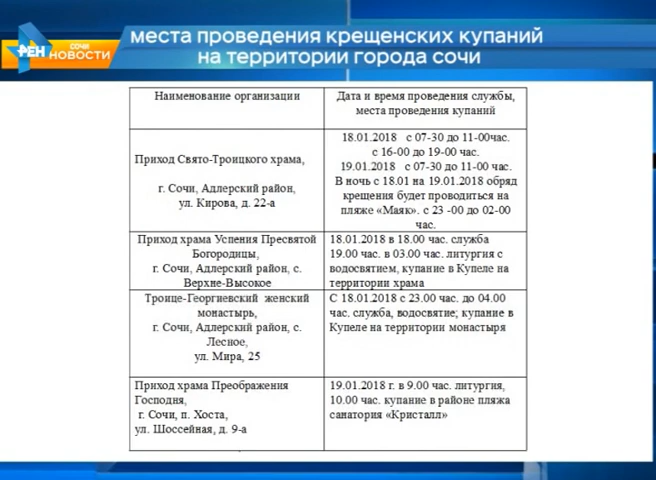 места проведения крещенских купаний
на территории города сочи
РЕН
СОЧИ
НОВОСТИ
Наименование организации
Дата и время проведения службы,
места проведения купаний
Приход Свято-Троицкого храма,
г. Сочи, Адлерский район,
ул. Кирова, д. 22-а
18.01.2018 с 07-30 до 11-00час.
с 16-00 до 19-00 час.
19.01.2018 с 07-30 до 11-00 час.
В ночь с 18.01 на 19.01.2018 обряд
крещения будет проводиться на
пляже «Маяк». с 23 -00 до 02-00
час.
Приход храма Успения Пресвятой
Богородицы,
г. Сочи, Адлерский район, с.
Верхне-Высокое
18.01.2018 в 18.00 час. служба
19.00 час. в 03.00 час. литургия с
водосвятием, купание в Купеле на
территории храма
Троице-Георгиевский женский
монастырь,
г. Сочи, Адлерский район, с.
Лесное,
ул. Мира, 25
С 18.01.2018 с 23.00 час. до 04.00
час. служба, водосвятие; купание в
Купеле на территории монастыря
Приход храма Преображения
Господня,
г. Сочи, п. Хоста,
ул. Шоссейная, д. 9-а
19.01.2018 г. в 9.00 час. литургия,
10.00 час. купание в районе пляжа
санатория «Кристалл»